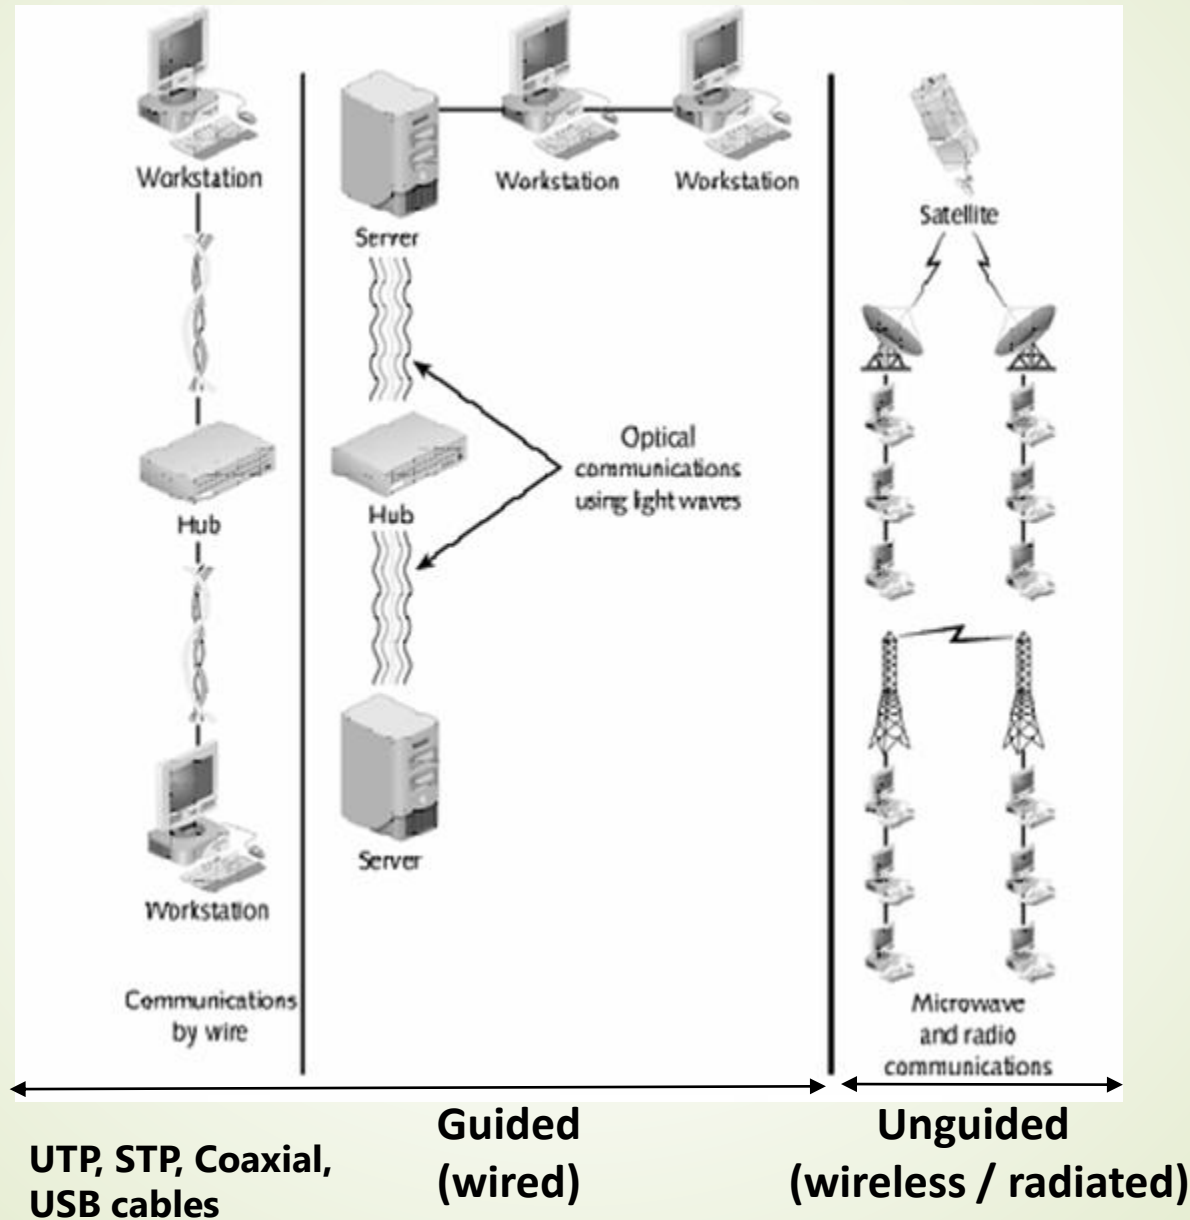 Workstation
Hub
Workstation
Communications
by wire
Server
Workstation
Workstation
Optical
communications
using light waves
Hub
Server
Satellite
Microwave
and radio
communications
Guided
(wired)
UTP, STP, Coaxial,
USB cables
Unguided
(wireless / radiated)